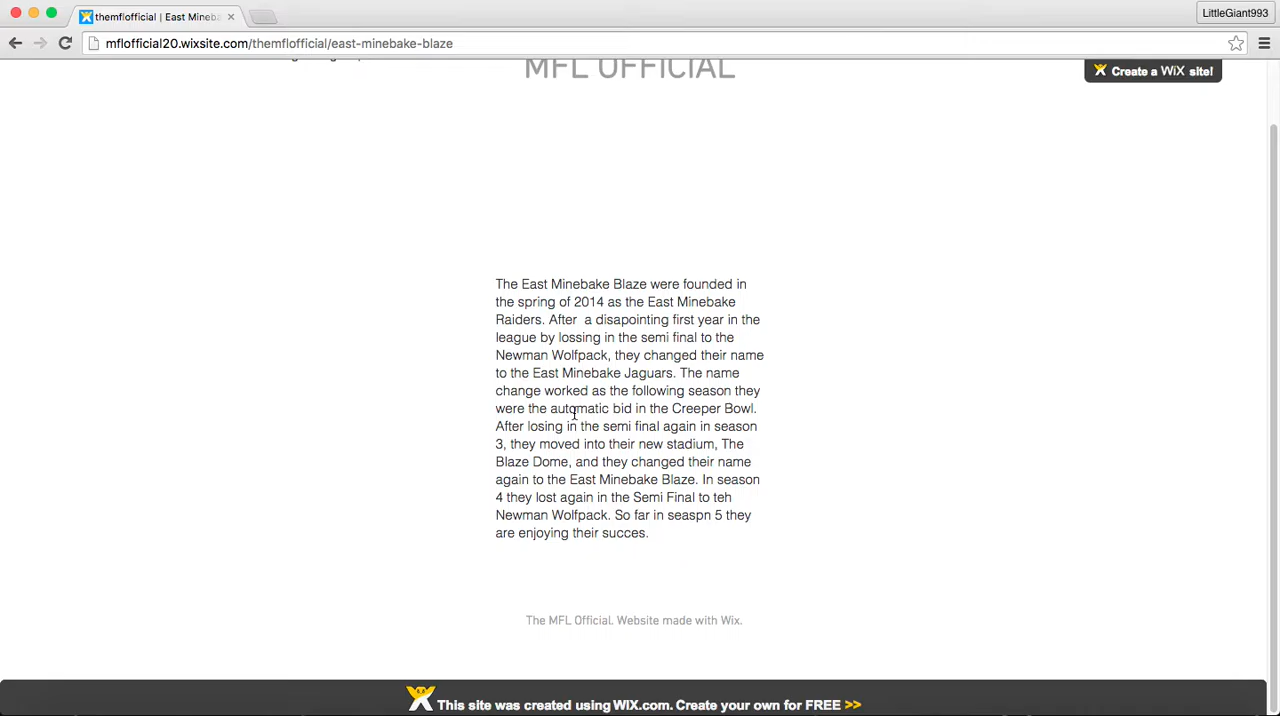 themflofficial | East Mineba
LittleGiant993
mflofficial20.wixsite.com/themflofficial/east-minebake-blaze
MFL OFFICIAL
Create a WiX site!
The East Minebake Blaze were founded in
the spring of 2014 as the East Minebake
Raiders. After  a disapointing first year in the
league by lossing in the semi final to the
Newman Wolfpack, they changed their name
to the East Minebake Jaguars. The name
change worked as the following season they
were the automatic bid in the Creeper Bowl.
After losing in the semi final again in season
3, they moved into their new stadium, The
Blaze Dome, and they changed their name
again to the East Minebake Blaze. In season
4 they lost again in the Semi Final to teh
Newman Wolfpack. So far in seaspn 5 they
are enjoying their succes.
The MFL Official. Website made with Wix.
This site was created using WIX.com. Create your own for FREE >>